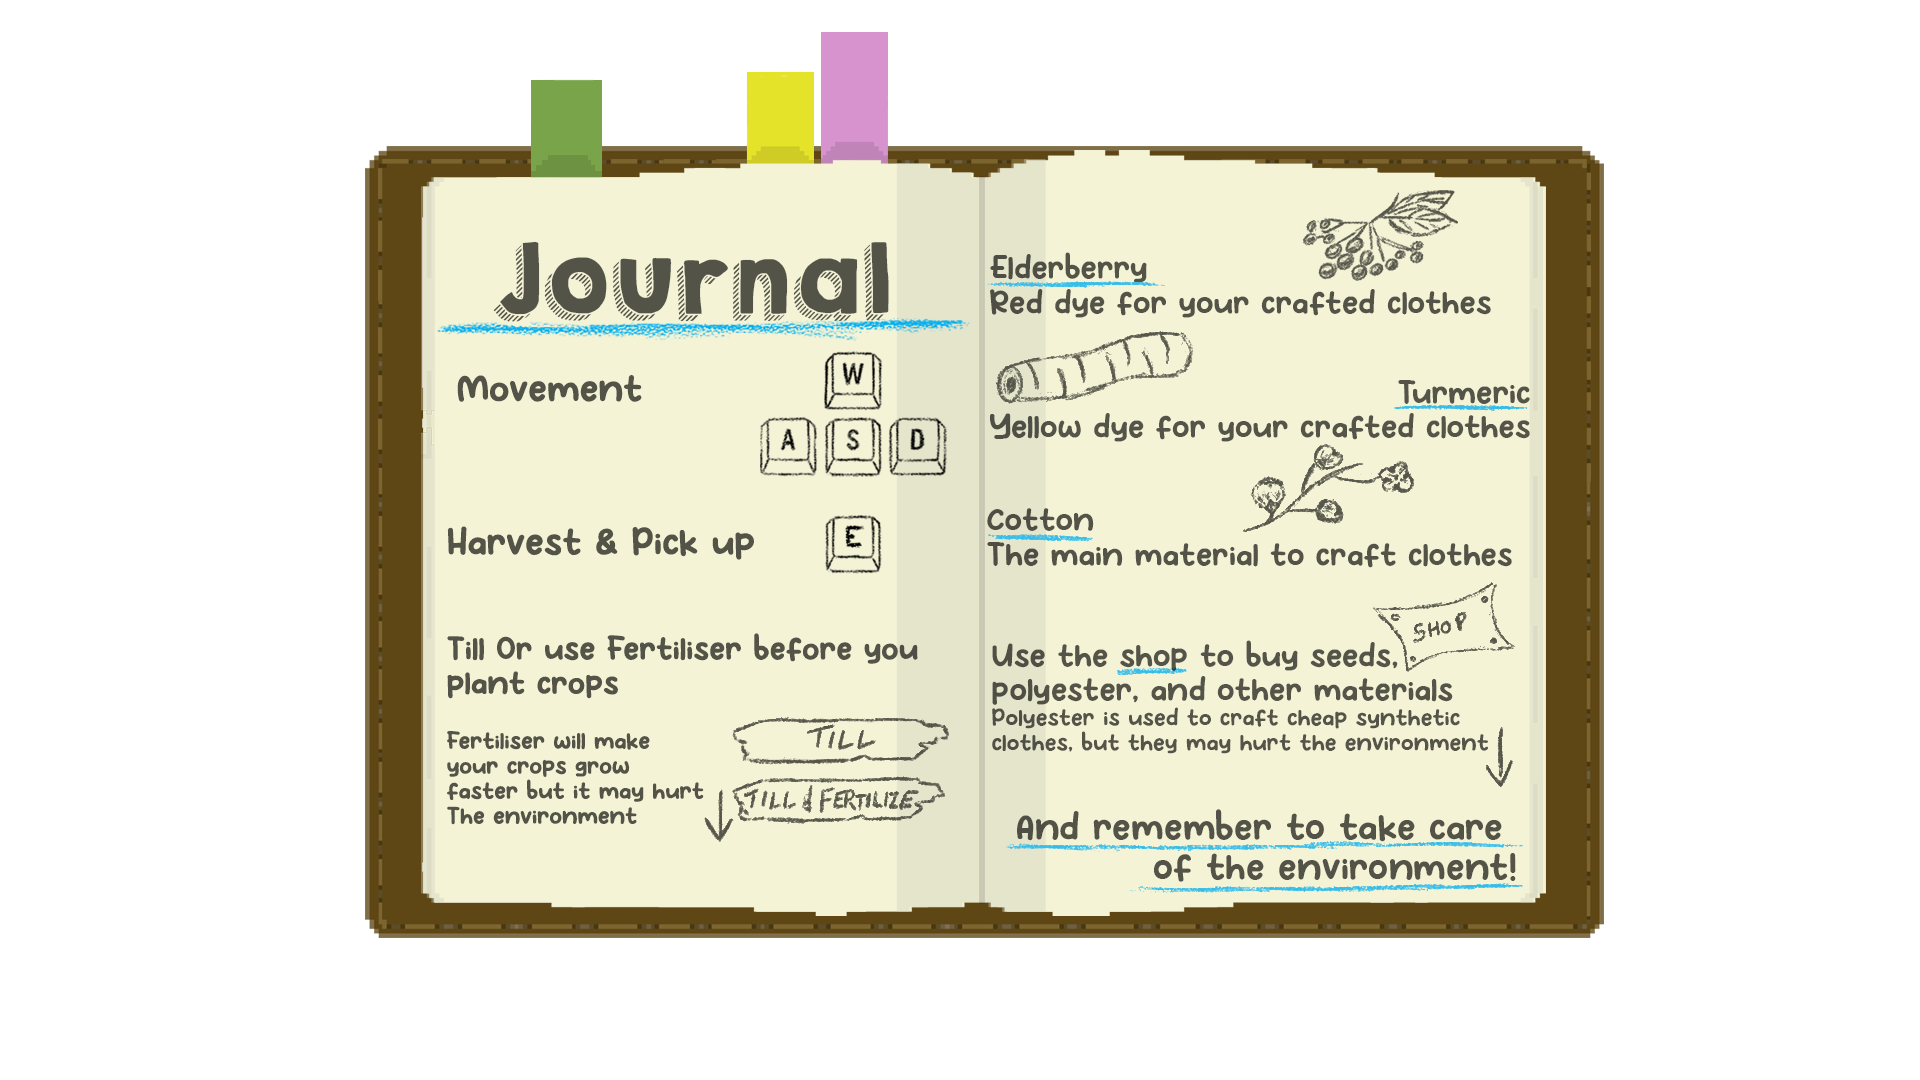 Journal
Movement
W
A S D
Harvest & Pick up
E
Till Or use Fertiliser before you
plant crops
Fertiliser will make
your crops grow
faster but it may hurt
The environment
TILL
TILL & FERTILIZE
Elderberry
Red dye for your crafted clothes
Turmeric
Yellow dye for your crafted clothes
Cotton
The main material to craft clothes
SHOP
Use the shop to buy seeds,
polyester, and other materials
Polyester is used to craft cheap synthetic
clothes, but they may hurt the environment
And remember to take care
of the environment!